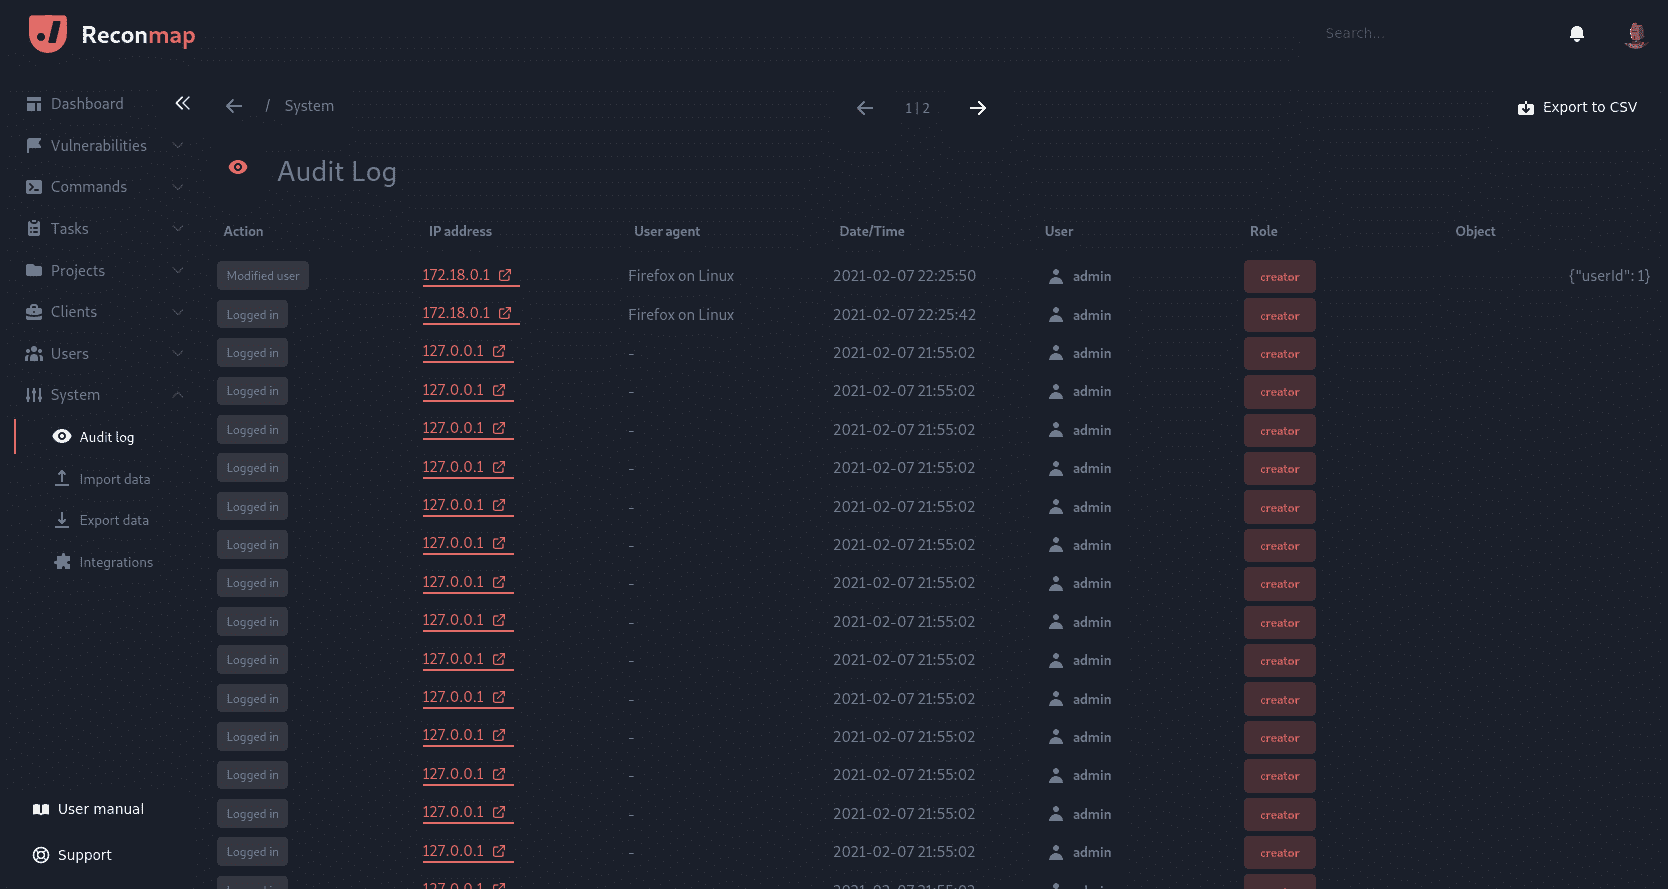 Reconmap
Search...
Dashboard
/ System
1 | 2
Export to CSV
Vulnerabilities
Commands
Tasks
Projects
Clients
Users
System
Audit log
Import data
Export data
Integrations
User manual
Support
Audit Log
Action IP address User agent Date/Time User Role Object
Modified user 172.18.0.1 Firefox on Linux 2021-02-07 22:25:50 admin creator {"userId": 1}
Logged in 172.18.0.1 Firefox on Linux 2021-02-07 22:25:42 admin creator
Logged in 127.0.0.1 - 2021-02-07 21:55:02 admin creator
Logged in 127.0.0.1 - 2021-02-07 21:55:02 admin creator
Logged in 127.0.0.1 - 2021-02-07 21:55:02 admin creator
Logged in 127.0.0.1 - 2021-02-07 21:55:02 admin creator
Logged in 127.0.0.1 - 2021-02-07 21:55:02 admin creator
Logged in 127.0.0.1 - 2021-02-07 21:55:02 admin creator
Logged in 127.0.0.1 - 2021-02-07 21:55:02 admin creator
Logged in 127.0.0.1 - 2021-02-07 21:55:02 admin creator
Logged in 127.0.0.1 - 2021-02-07 21:55:02 admin creator
Logged in 127.0.0.1 - 2021-02-07 21:55:02 admin creator
Logged in 127.0.0.1 - 2021-02-07 21:55:02 admin creator
Logged in 127.0.0.1 - 2021-02-07 21:55:02 admin creator
Logged in 127.0.0.1 - 2021-02-07 21:55:02 admin creator
Logged in 127.0.0.1 - 2021-02-07 21:55:02 admin creator